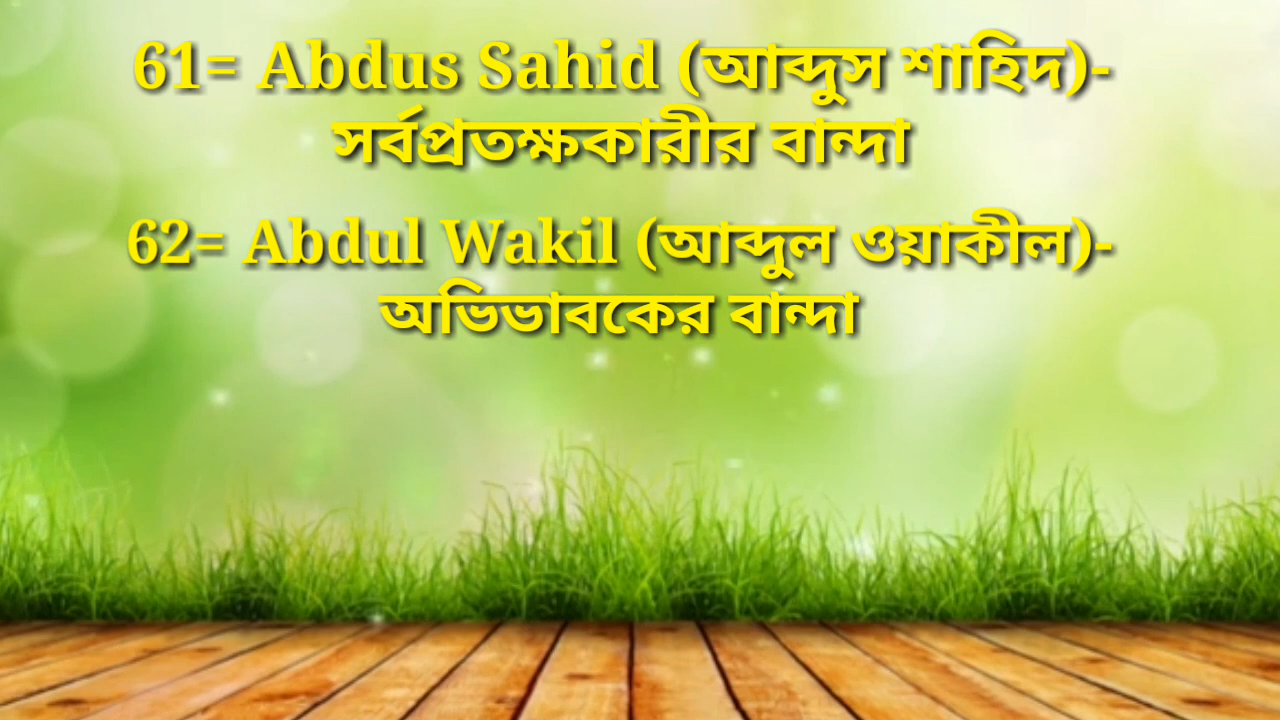 61= Abdus Sahid (আব্দুস শাহিদ)-
সর্বপ্রতক্ষকারীর বান্দা
62= Abdul Wakil (আব্দুল ওয়াকীল)-
অভিভাবকের বান্দা